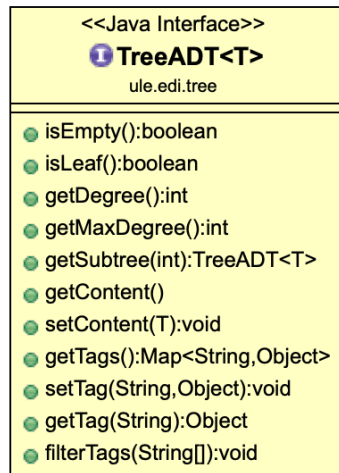 <<Java Interface>>
I TreeADT<T>
ule.edi.tree
isEmpty():boolean
isLeaf():boolean
getDegree():int
getMaxDegree():int
getSubtree(int):TreeADT<T>
getContent()
setContent(T):void
getTags():Map<String,Object>
setTag(String,Object):void
getTag(String):Object
filterTags(String[]):void